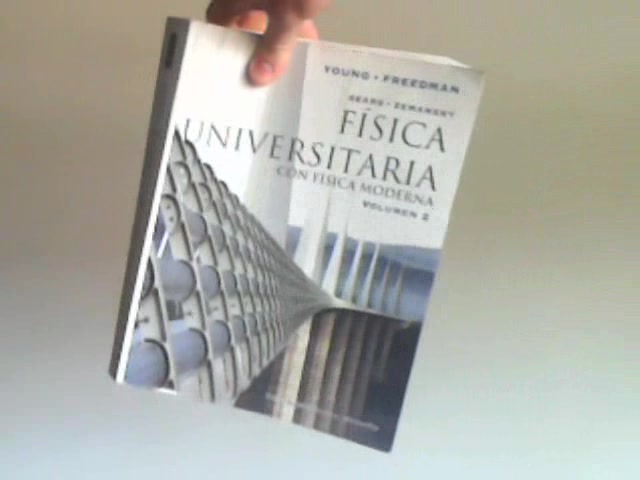 YOUNG • FREEDMAN
SEARS • ZEMANSKY
FÍSICA
UNIVERSITARIA
CON FÍSICA MODERNA
VOLUMEN 2